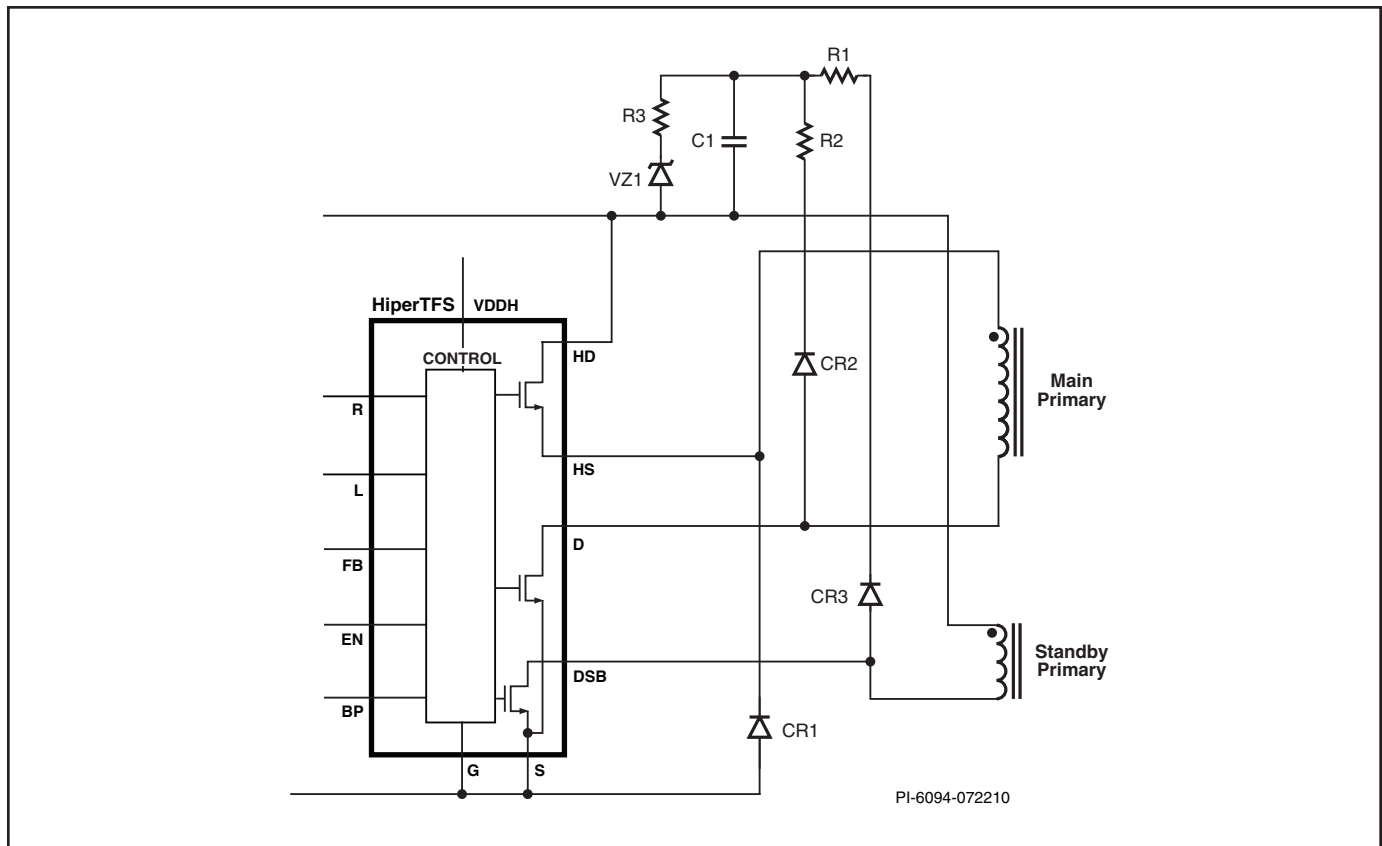 R1
R3
C1
R2
VZ1
HiperTFS VDDH
CONTROL
HD
CR2
Main
Primary
R
HS
L
D
FB
CR3
EN
Standby
Primary
DSB
BP
CR1
G S
PI-6094-072210